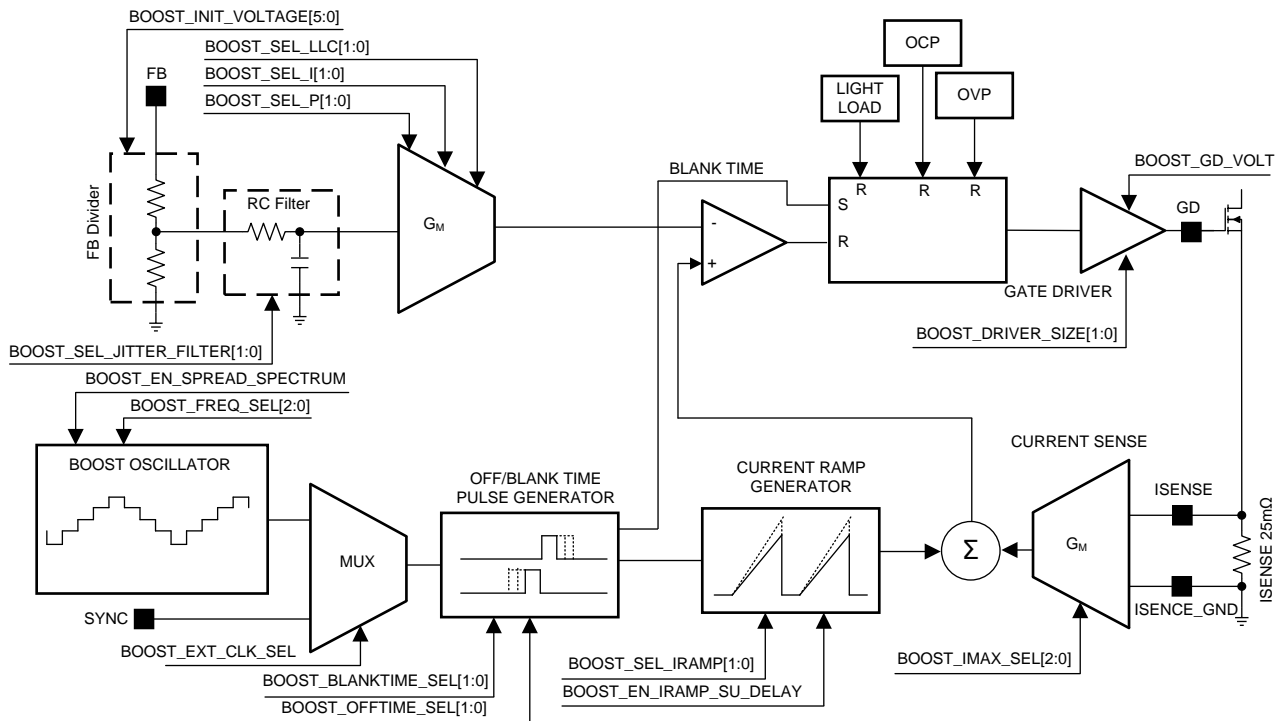 BOOST_INIT_VOLTAGE[5:0]
BOOST_SEL_LLC[1:0]
BOOST_SEL_I[1:0]
BOOST_SEL_P[1:0]
FB
FB Divider
RC Filter
GM
BOOST_SEL_JITTER_FILTER[1:0]
BLANK TIME
-
+
LIGHT
LOAD
OCP
OVP
R
R
R
S
R
GATE DRIVER
BOOST_GD_VOLT
GD
BOOST_DRIVER_SIZE[1:0]
BOOST_EN_SPREAD_SPECTRUM
BOOST_FREQ_SEL[2:0]
BOOST OSCILLATOR
SYNC
MUX
BOOST_EXT_CLK_SEL
OFF/BLANK TIME
PULSE GENERATOR
BOOST_BLANKTIME_SEL[1:0]
BOOST_OFFTIME_SEL[1:0]
CURRENT RAMP
GENERATOR
BOOST_SEL_IRAMP[1:0]
BOOST_EN_IRAMP_SU_DELAY
Σ
CURRENT SENSE
GM
ISENSE
ISENCE_GND
ISENSE 25mΩ
BOOST_IMAX_SEL[2:0]